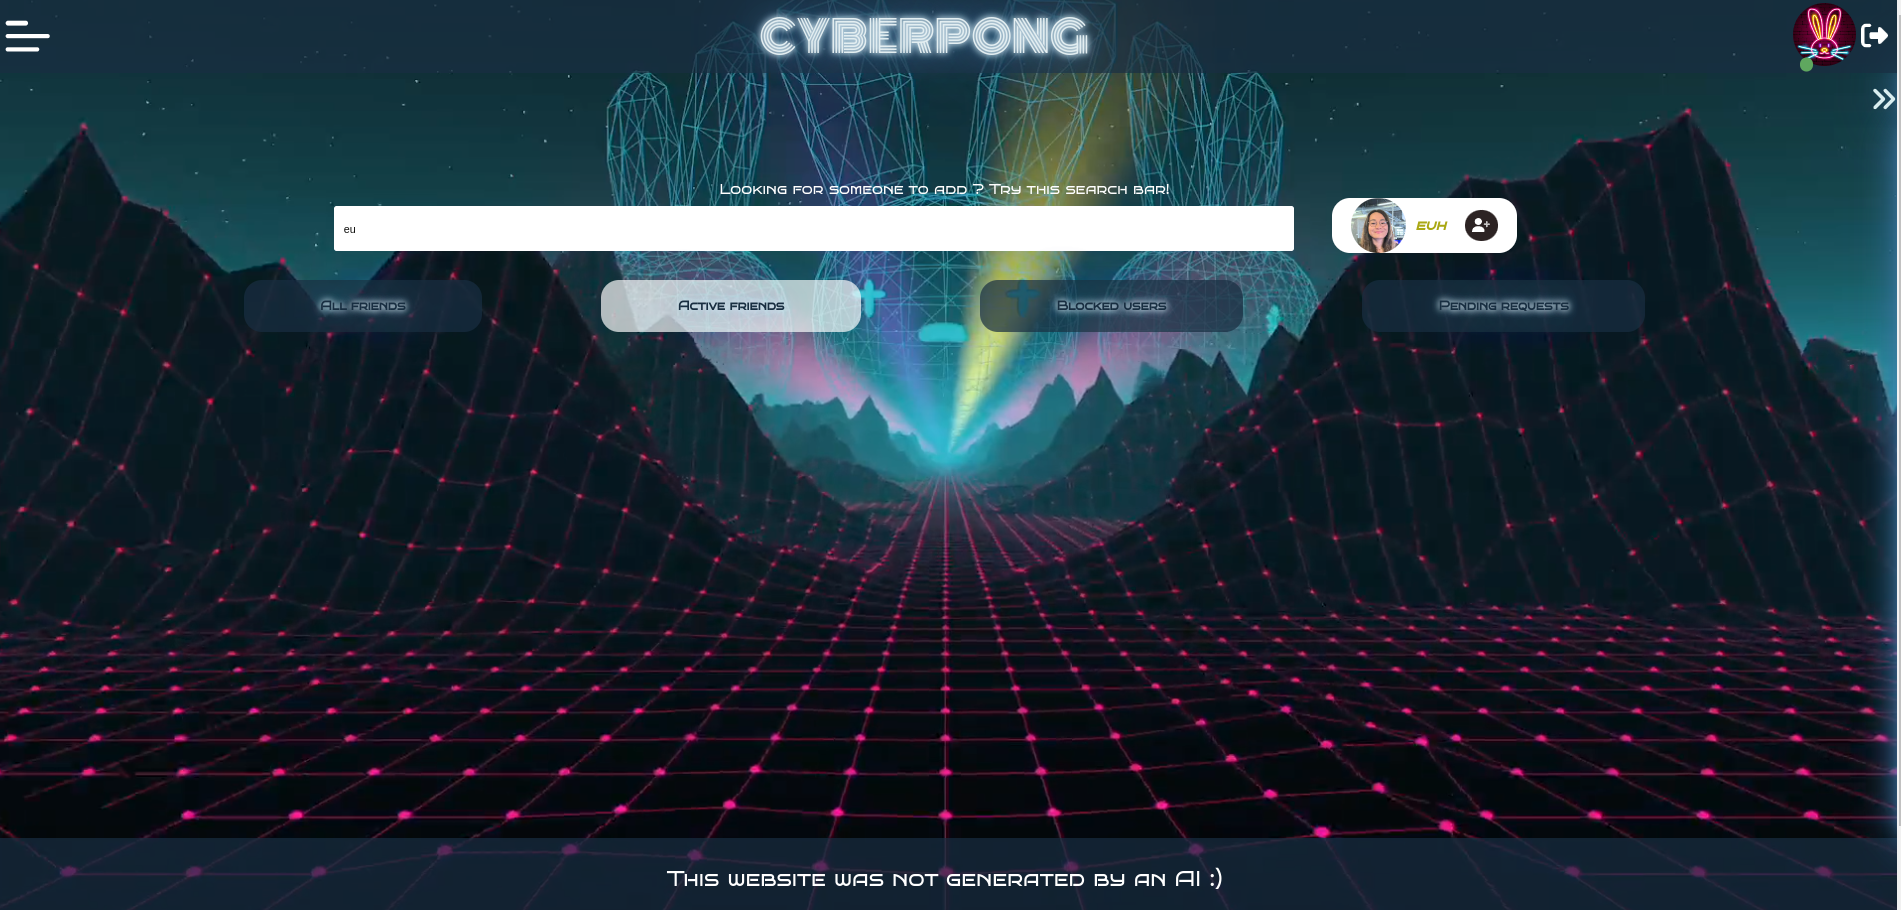 CYBERPONG
Looking for someone to add ? Try this search bar!
eu
EUH
All friends
Active friends
Blocked users
Pending requests
This website was not generated by an AI :)